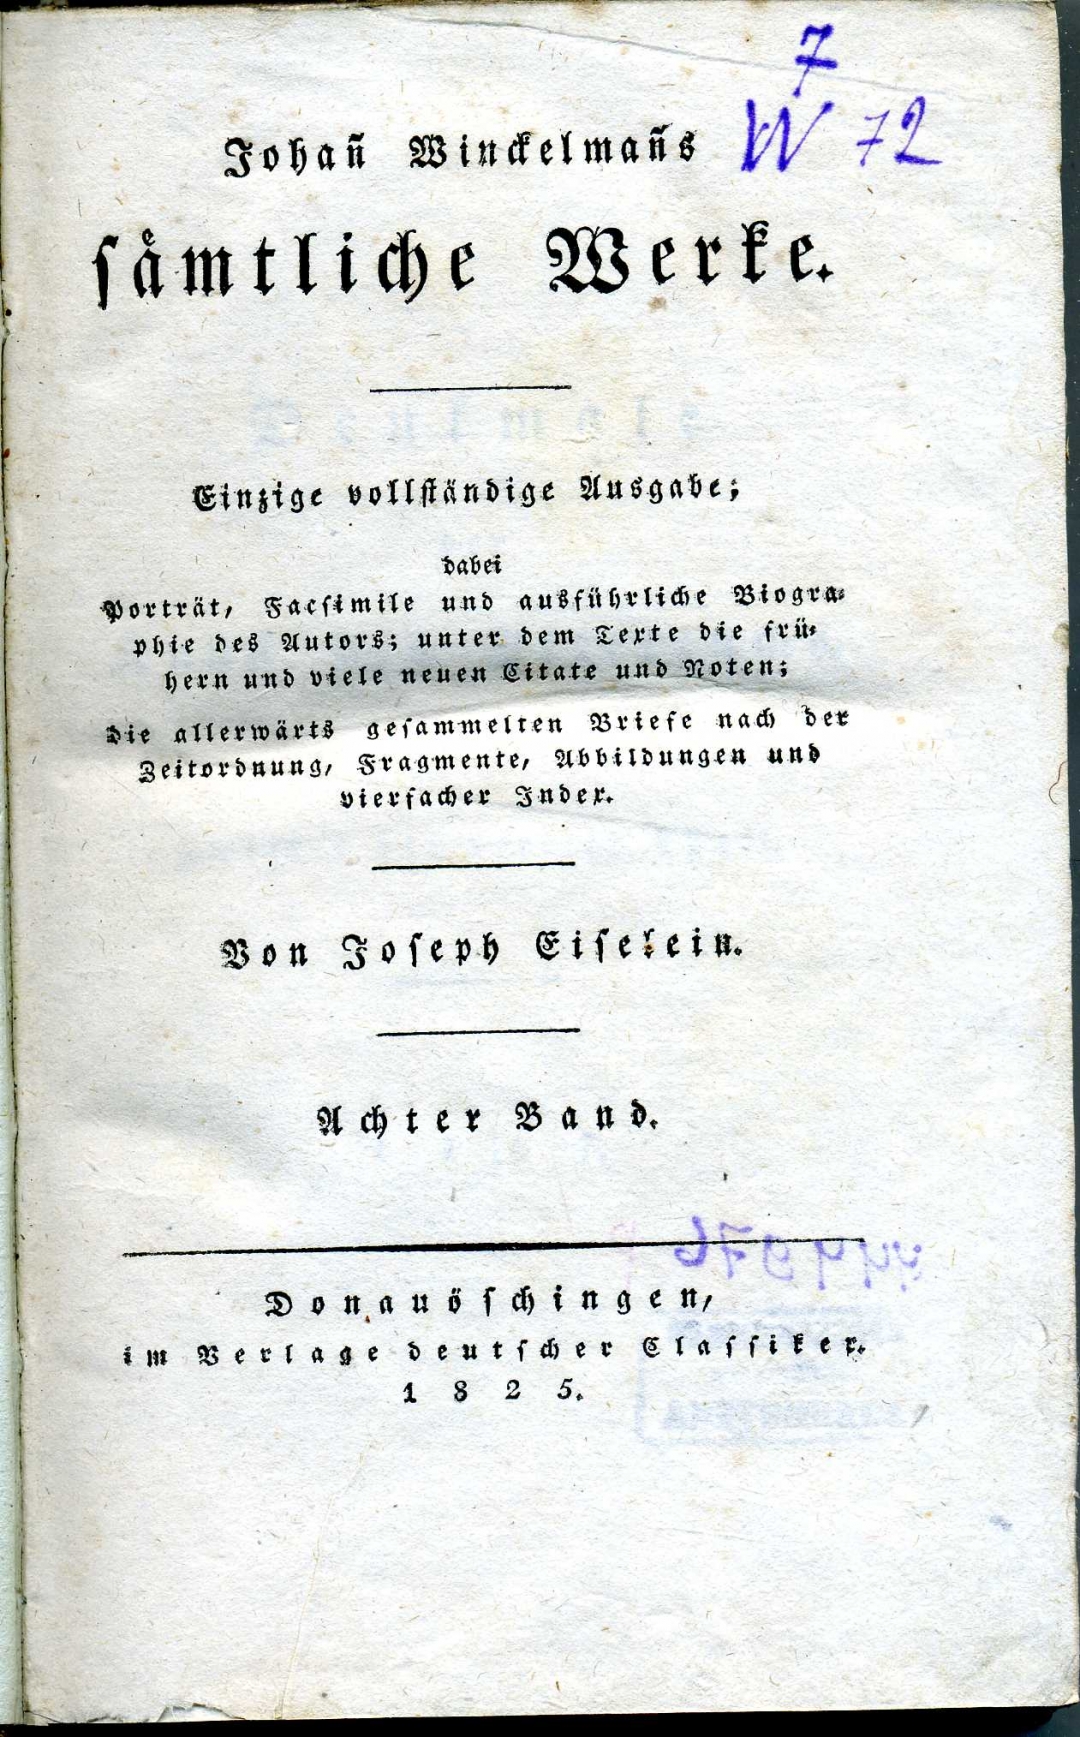 7
W 72
Johañ Winckelmañs
sämtliche Werke.
Einzige vollständige Ausgabe;
dabei
Porträt, Facsimile und ausführliche Biogra-
phie des Autors; unter dem Texte die frü-
hern und viele neuen Citate und Noten;
Die allerwärts gesammelten Briefe nach der
Zeitordnung, Fragmente, Abbildungen und
vierfacher Index.
Von Joseph Eiselein.
Achter Band.
Donauöschingen,
im Verlage deutscher Classiker.
1825.